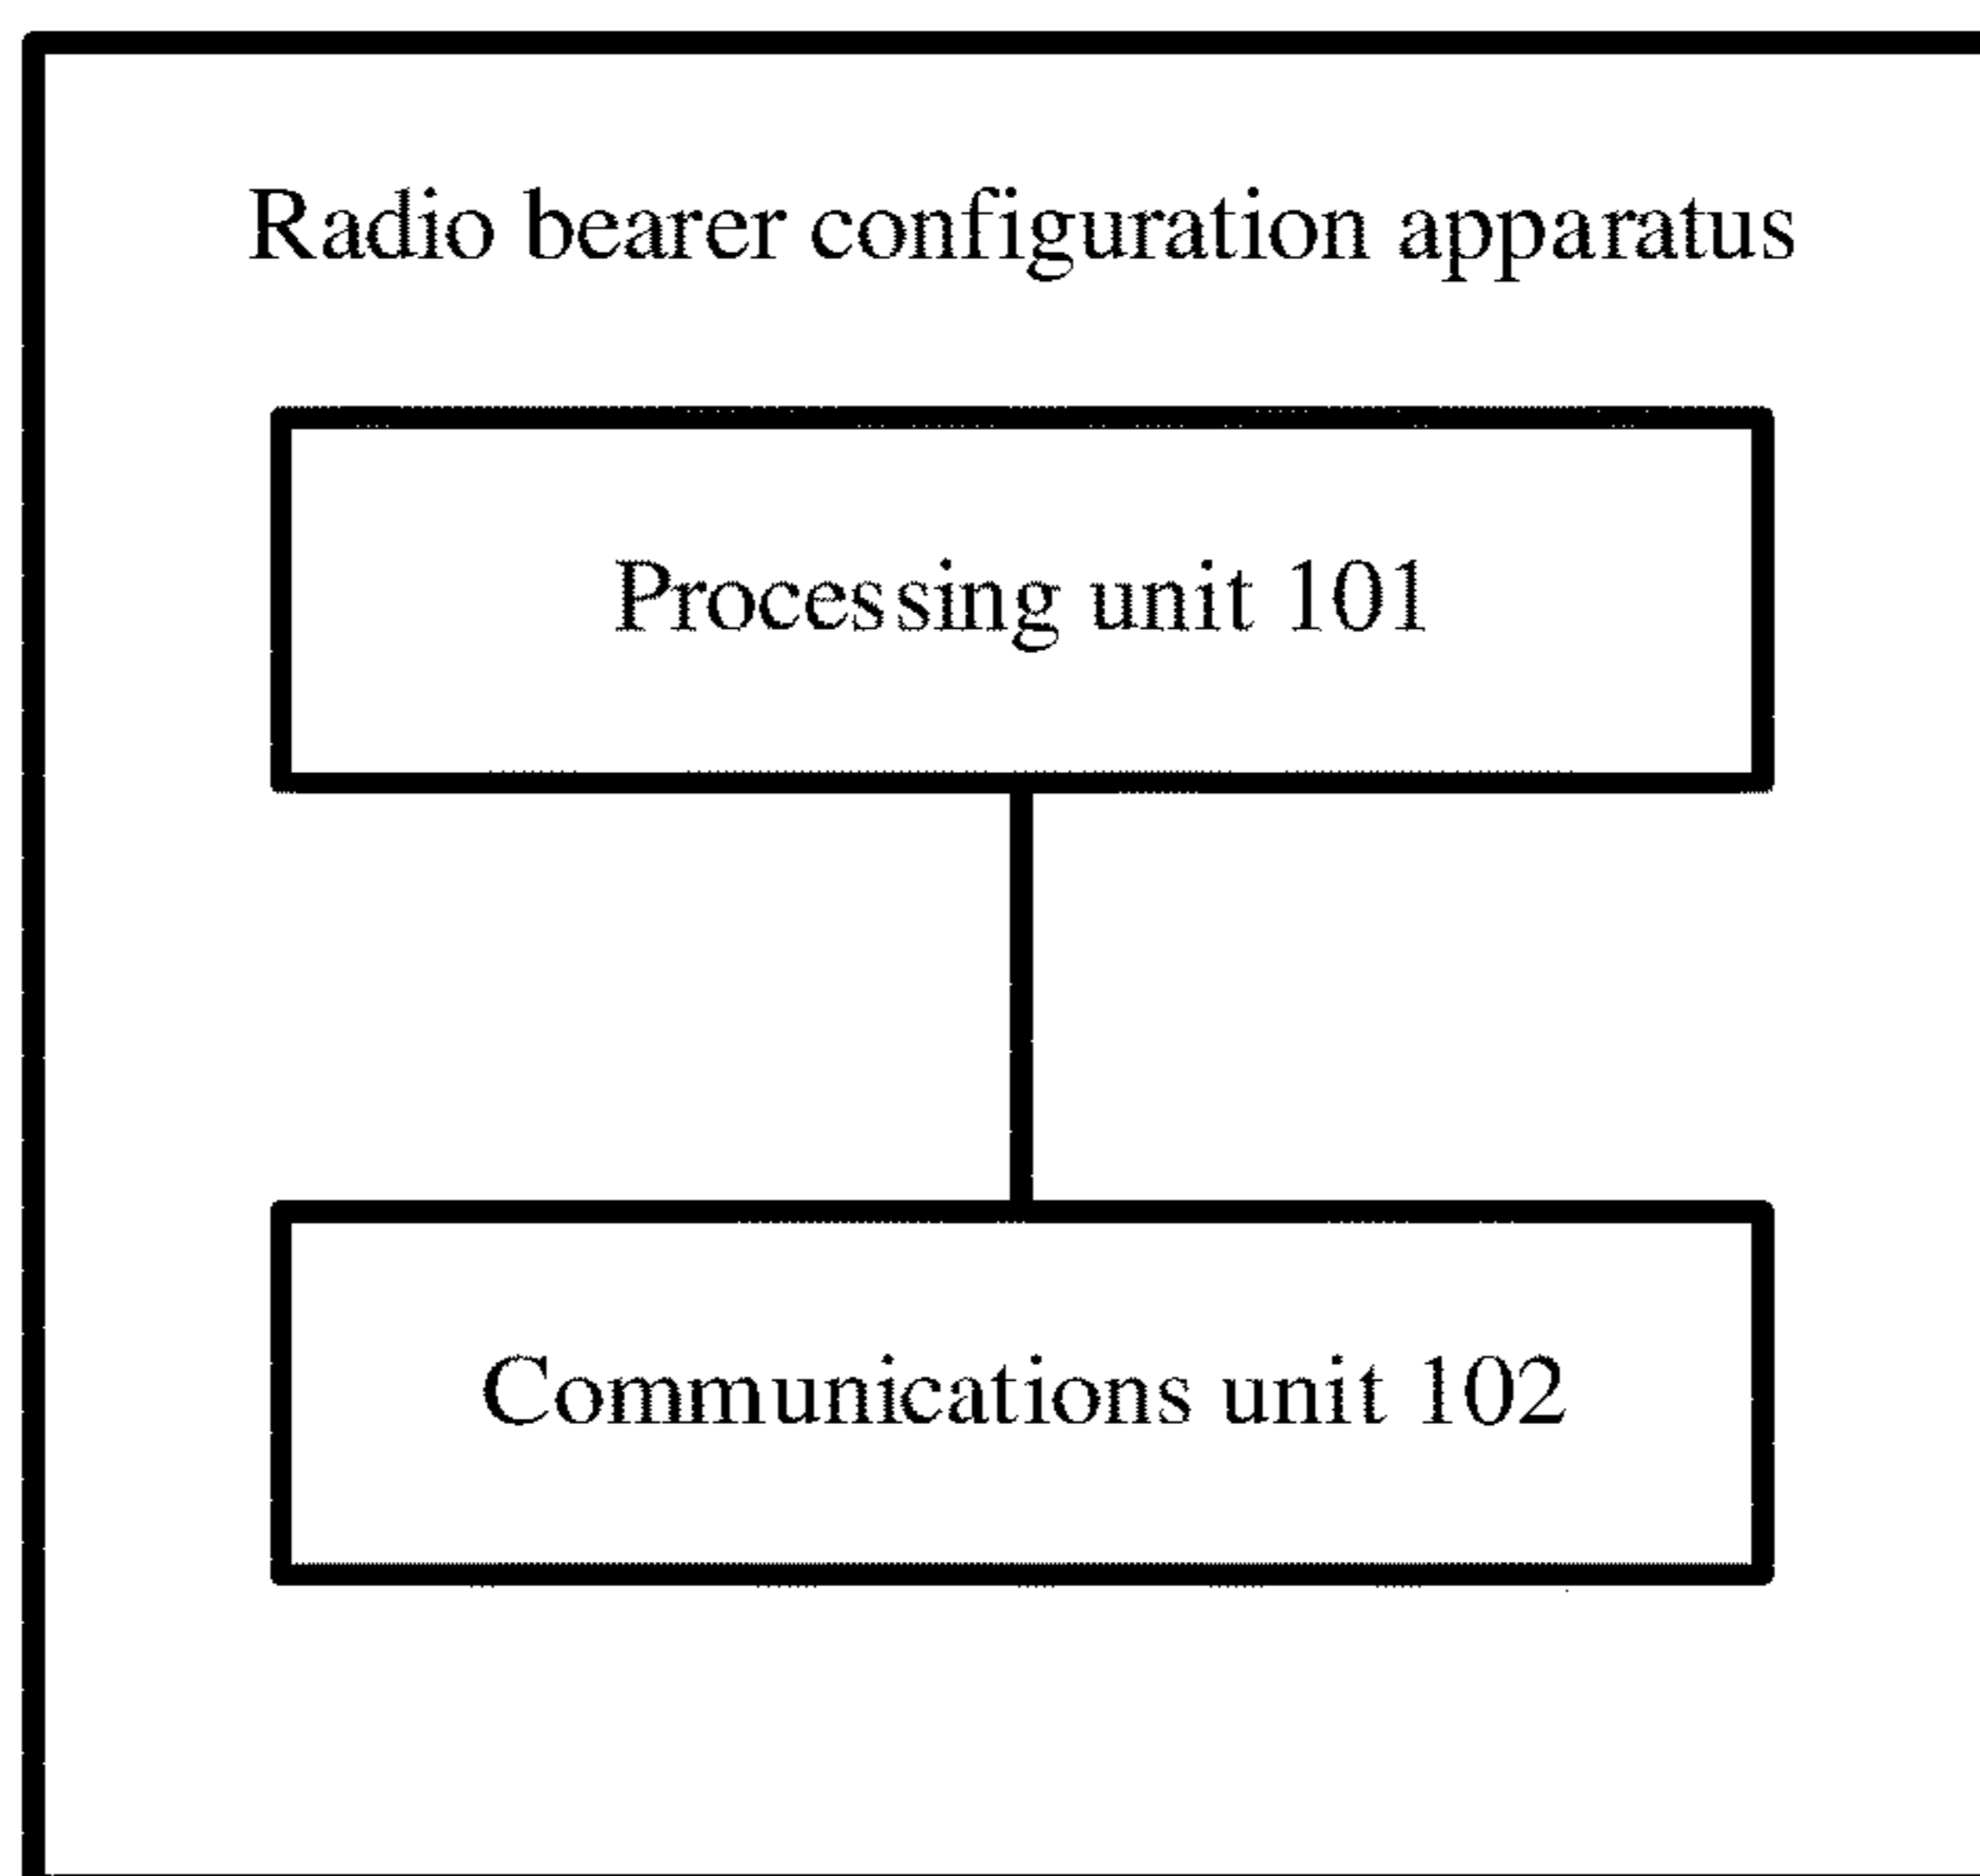 Radio bearer configuration apparatus
Processing unit 101
Communications unit 102